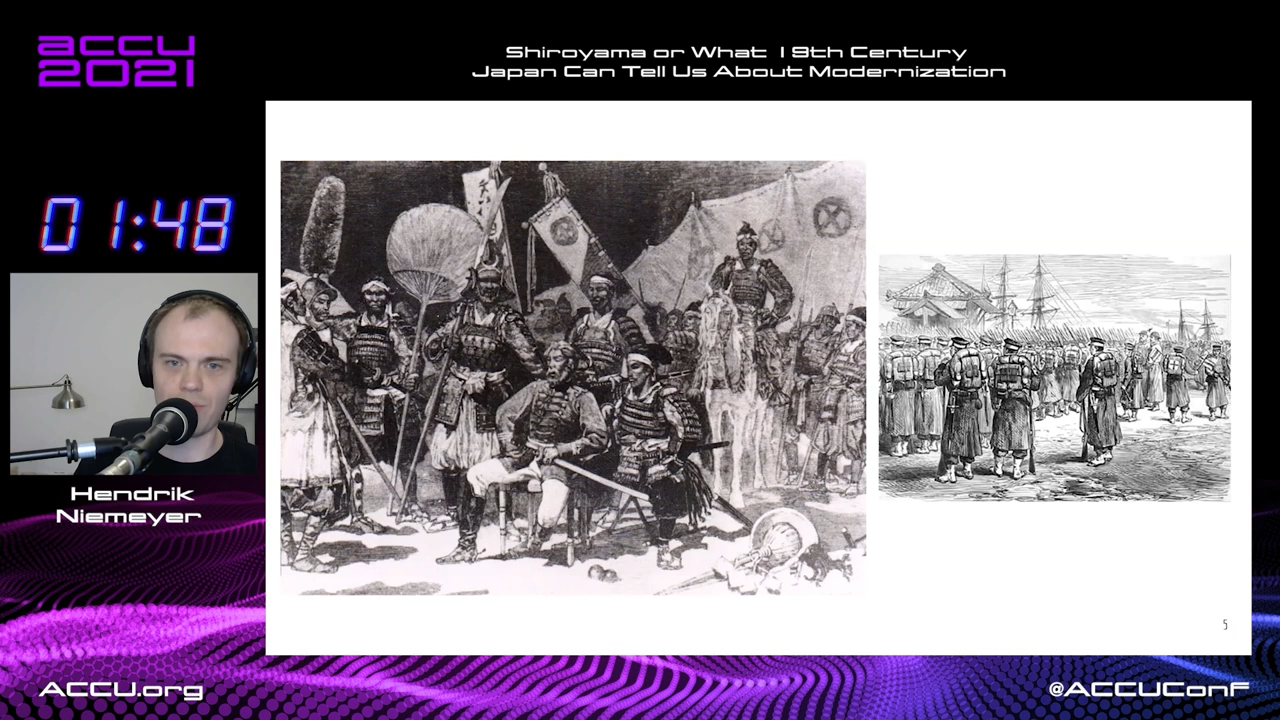 accu
2021
Shiroyama or What 19th Century
Japan Can Tell Us About Modernization
01:48
Hendrik
Niemeyer
5
ACCU.org
@ACCUConf